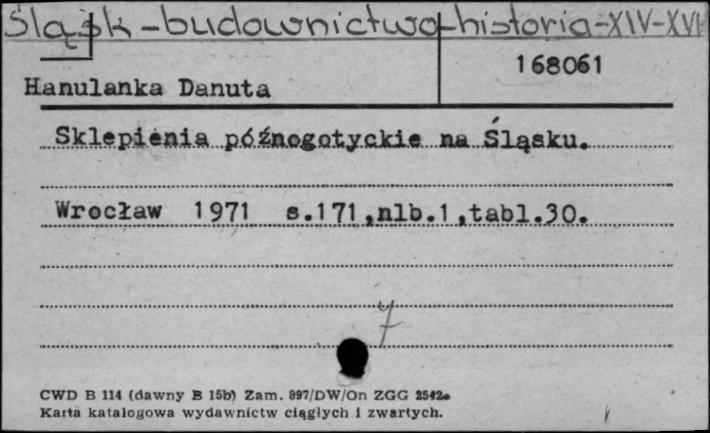 Śląsk-budownictwo-historia-XIV-XVI
168061
Hanulanka Danuta
Sklepienia późnogotyckie na Śląsku.
Wrocław 1971 s.171,nlb.1,tabl.30.
CWD B 114 (dawny B 15b) Zam. 897/DW/On ZGG 2542
Karta katalogowa wydawnictw ciągłych i zwartych.